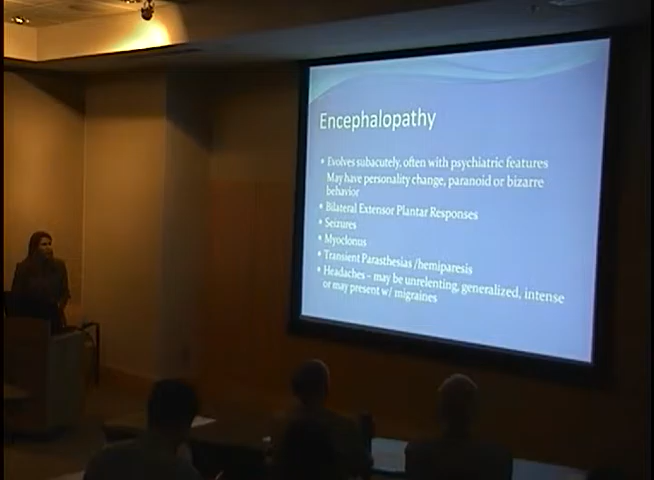 Encephalopathy
• Evolves subacutely, often with psychiatric features
May have personality change, paranoid or bizarre
behavior
• Bilateral Extensor Plantar Responses
• Seizures
• Myoclonus
• Transient Parasthesias /hemiparesis
• Headaches – may be unrelenting, generalized, intense
or may present w/ migraines